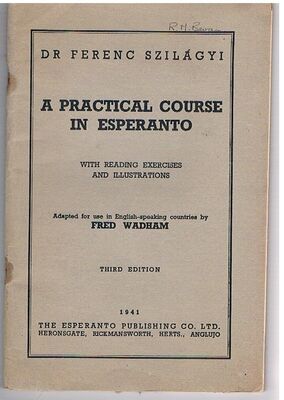 R. H.
DR FERENC SZILÁGYI
A PRACTICAL COURSE
IN ESPERANTO
WITH READING EXERCISES
AND ILLUSTRATIONS
Adapted for use in English-speaking countries by
FRED WADHAM
THIRD EDITION
1941
THE ESPERANTO PUBLISHING CO. LTD.
HERONSGATE, RICKMANSWORTH, HERTS., ANGLUJO